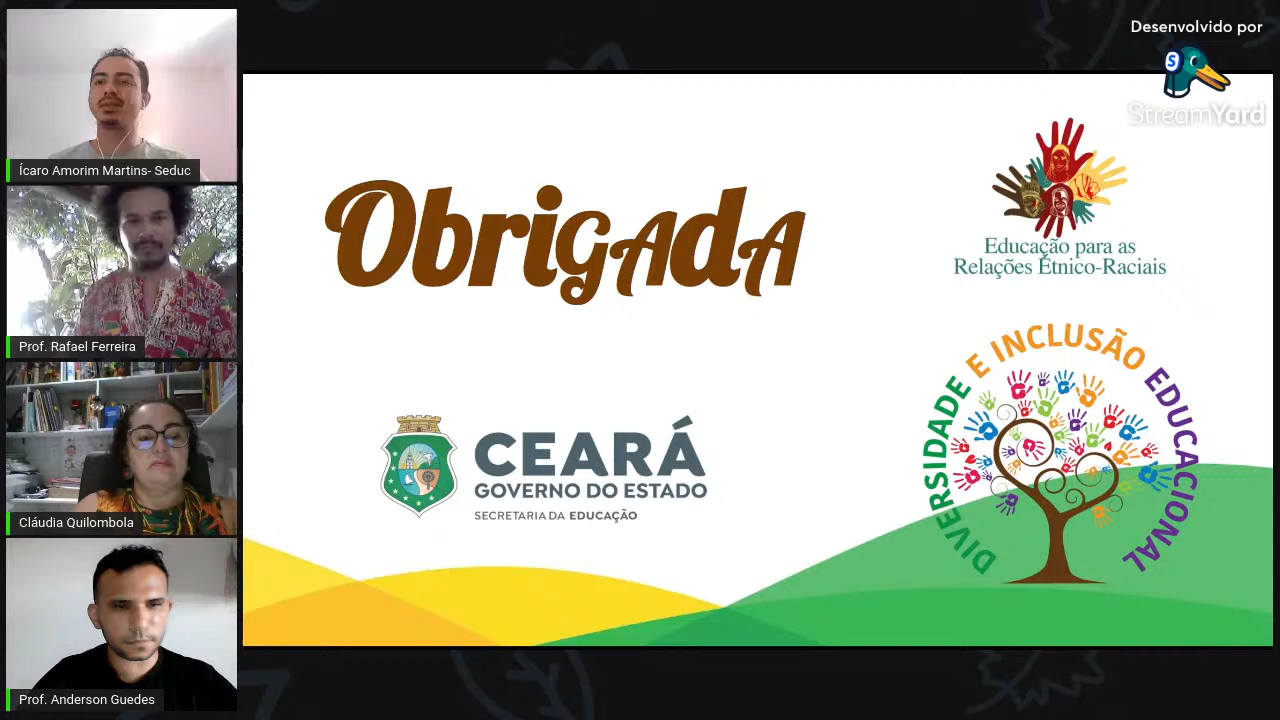 Desenvolvido por
StreamYard
Ícaro Amorim Martins- Seduc
Prof. Rafael Ferreira
Cláudia Quilombola
Prof. Anderson Guedes
ObrigAdA
Educação para as
Relações Étnico-Raciais
DIVERSIDADE E INCLUSÃO EDUCACIONAL
CEARÁ
GOVERNO DO ESTADO
SECRETARIA DA EDUCAÇÃO